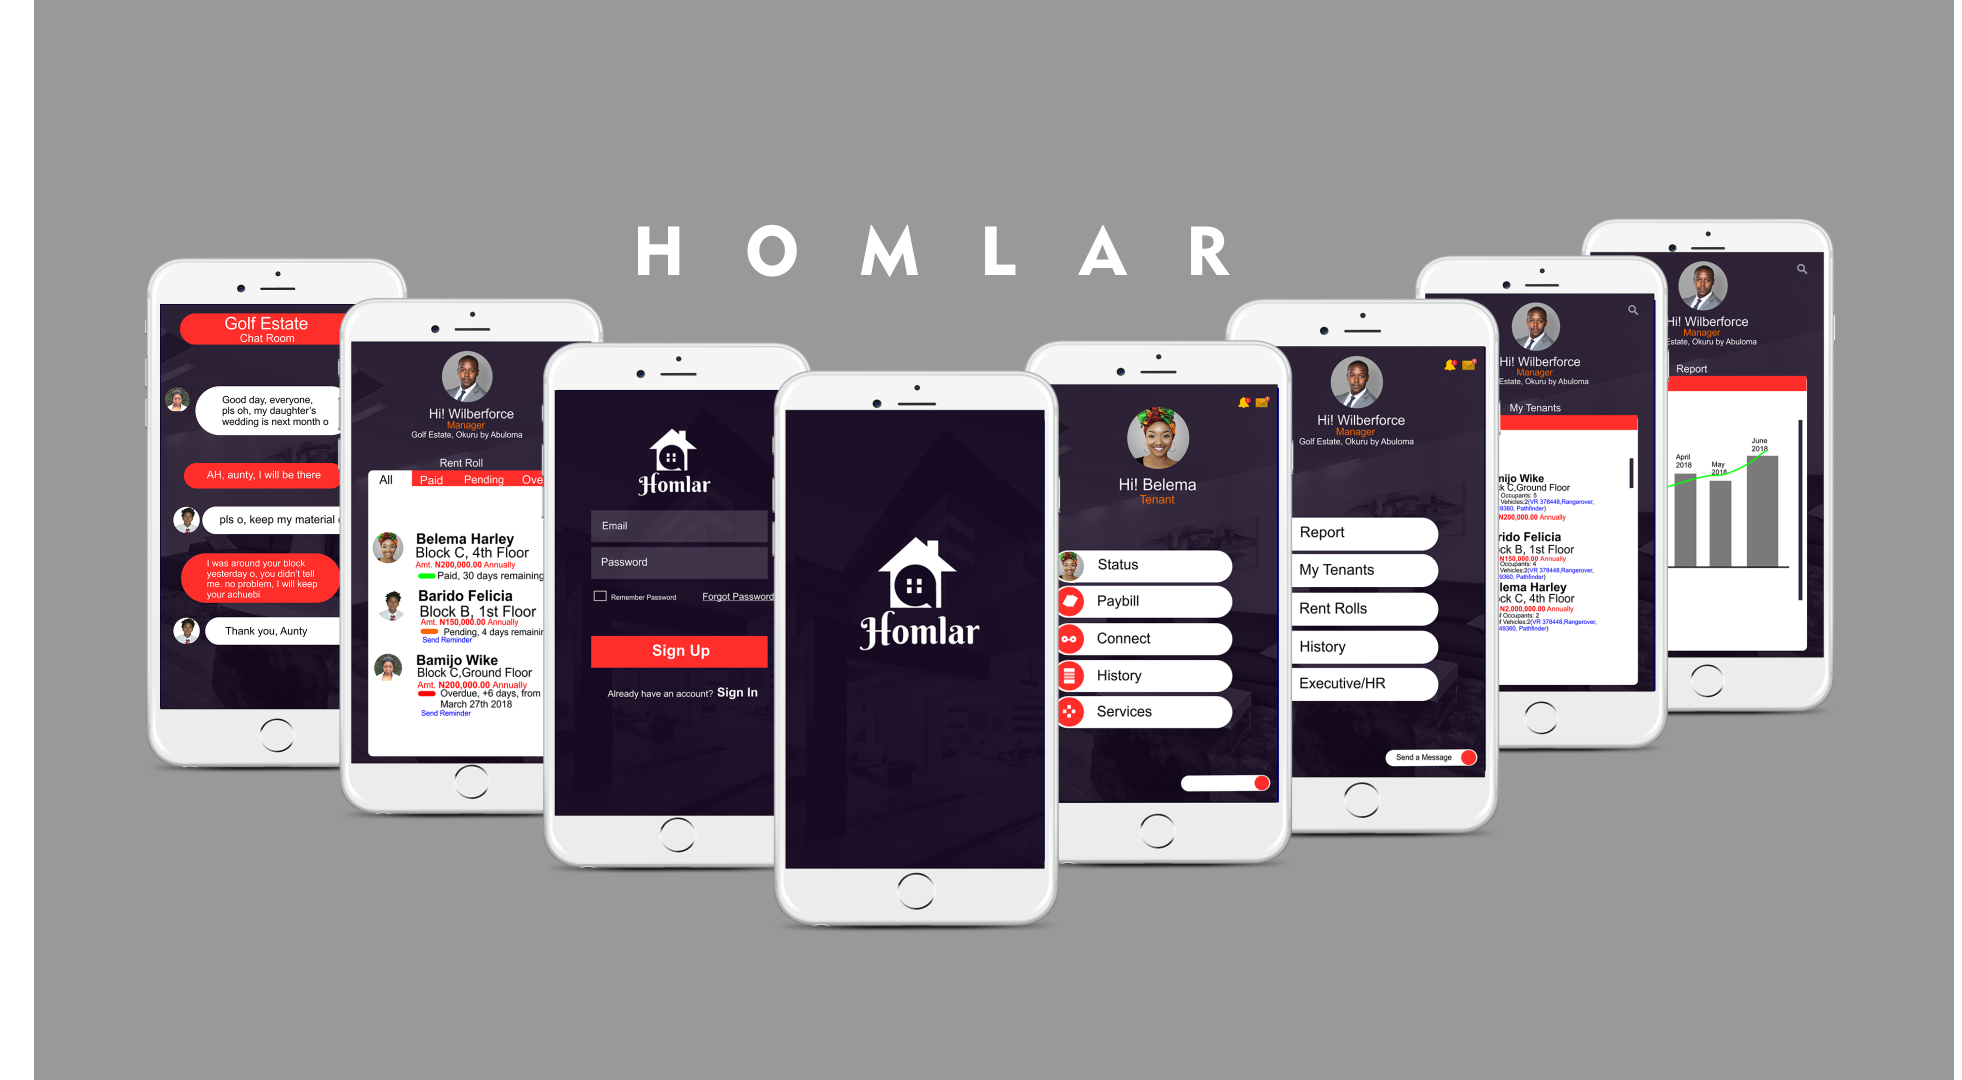 HOMLAR
Golf Estate
Chat Room
Good day, everyone,
pls oh, my daughter's
wedding is next month o
AH, aunty, I will be there
pls o, keep my material
I was around your block
yesterday o, you didn't tell
me. no problem, I will keep
your achuebi
Thank you, Aunty
Hi! Wilberforce
Manager
Golf Estate, Okuru by Abuloma
Rent Roll
All Paid Pending Ove
Belema Harley
Block C, 4th Floor
Amt. N200,000.00 Annually
Paid, 30 days remaining
Barido Felicia
Block B, 1st Floor
Amt. N150,000.00 Annually
Pending, 4 days remainin
Send Reminder
Bamijo Wike
Block C,Ground Floor
Amt. N200,000.00 Annually
Overdue, +6 days, from
March 27th 2018
Send Reminder
Homlar
Email
Password
Remember Password Forgot Password
Sign Up
Already have an account? Sign In
Homlar
Hi! Belema
Tenant
Status
Paybill
Connect
History
Services
Hi! Wilberforce
Manager
Golf Estate, Okuru by Abuloma
Report
My Tenants
Rent Rolls
History
Executive/HR
Send a Message
Hi! Wilberforce
Manager
Estate, Okuru by Abuloma
My Tenants
mijo Wike
ck C,Ground Floor
Occupants: 5
Vehicles:2(VR 378448,Rangerover,
9360, Pathfinder)
N200,000.00 Annually
rido Felicia
ck B, 1st Floor
N150,000.00 Annually
Occupants: 4
Vehicles:2(VR 378448,Rangerover,
9360, Pathfinder)
lema Harley
ck C, 4th Floor
N2,000,000.00 Annually
f Occupants: 2
f Vehicles:2(VR 378448,Rangerover,
49360, Pathfinder)
Hi! Wilberforce
Manager
Estate, Okuru by Abuloma
Report
April
2018
May
2018
June
2018